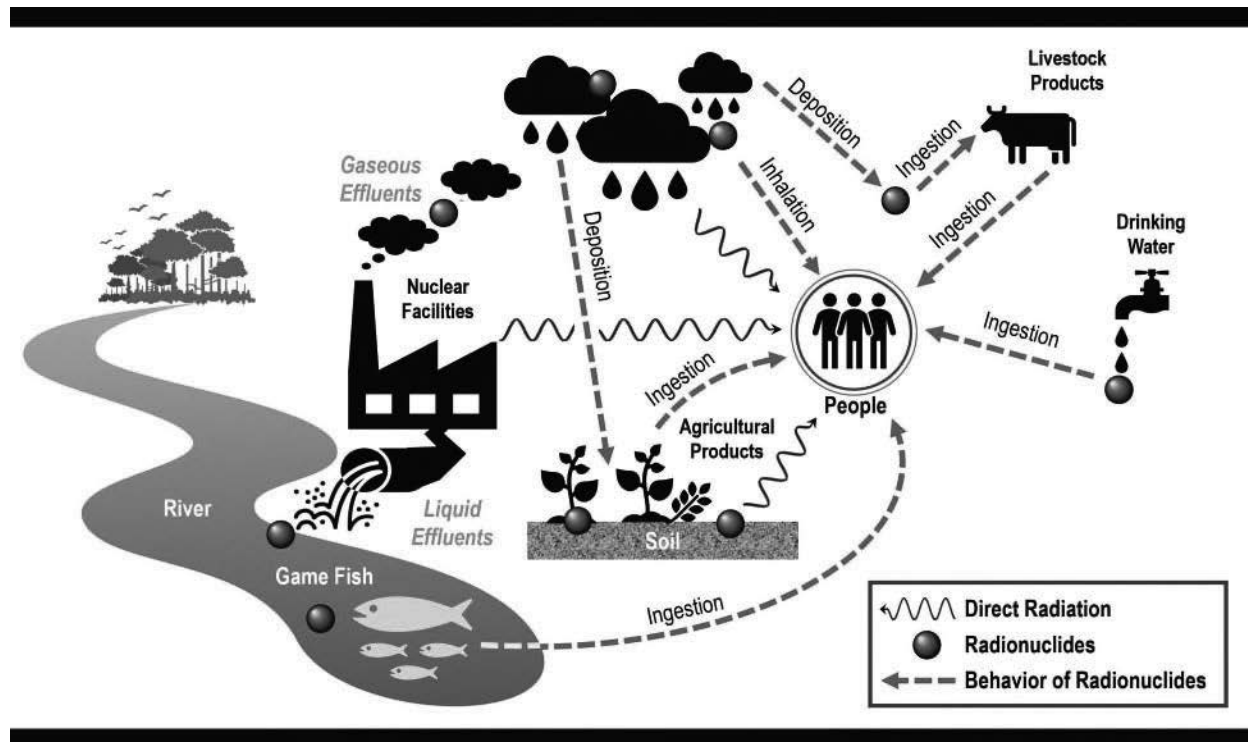 Livestock
Products
Deposition
Ingestion
Gaseous
Effluents
Inhalation
Ingestion
Drinking
Water
Deposition
Nuclear
Facilities
Ingestion
Ingestion
People
Agricultural
Products
River
Liquid
Effluents
Soil
Game Fish
Ingestion
Direct Radiation
Radionuclides
Behavior of Radionuclides